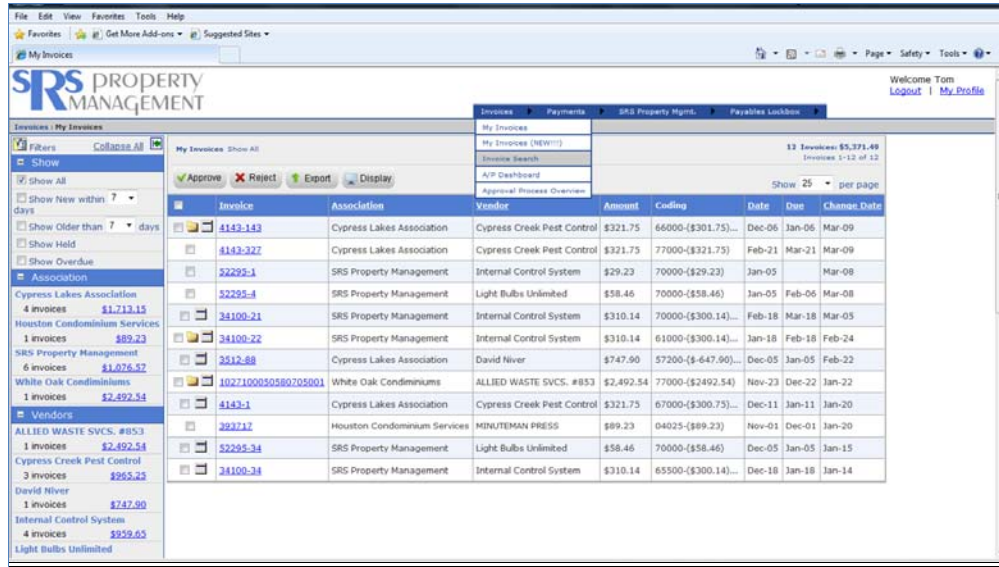 File Edit View Favorites Tools Help
Favorites Get More Add-ons Suggested Sites
My Invoices Page Safety Tools
SRS PROPERTY MANAGEMENT
Welcome Tom
Logout | My Profile
Invoices Payments SRS Property Mgmt. Payables Lockbox
My Invoices
My Invoices (NEW!!!)
Invoice Search
A/P Dashboard
Approval Process Overview
Invoices : My Invoices
Filters Collapse All
Show
Show All
Show New within 7 days
Show Older than 7 days
Show Held
Show Overdue
Association
Cypress Lakes Association
4 invoices $1,713.15
Houston Condominium Services
1 invoices $89.23
SRS Property Management
6 invoices $1,076.57
White Oak Condiminiums
1 invoices $2,492.54
Vendors
ALLIED WASTE SVCS. #853
1 invoices $2,492.54
Cypress Creek Pest Control
3 invoices $965.25
David Niver
1 invoices $747.90
Internal Control System
4 invoices $959.65
Light Bulbs Unlimited
My Invoices Show All
12 Invoices: $5,371.49
Invoices 1-12 of 12
Approve Reject Export Display
Show 25 per page
Invoice Association Vendor Amount Coding Date Due Change Date
4143-143 Cypress Lakes Association Cypress Creek Pest Control $321.75 66000-($301.75)... Dec-06 Jan-06 Mar-09
4143-327 Cypress Lakes Association Cypress Creek Pest Control $321.75 77000-($321.75) Feb-21 Mar-21 Mar-09
52295-1 SRS Property Management Internal Control System $29.23 70000-($29.23) Jan-05 Mar-08
52295-4 SRS Property Management Light Bulbs Unlimited $58.46 70000-($58.46) Jan-05 Feb-06 Mar-08
34100-21 SRS Property Management Internal Control System $310.14 70000-($300.14)... Feb-18 Mar-18 Mar-05
34100-22 SRS Property Management Internal Control System $310.14 61000-($300.14)... Jan-18 Feb-18 Feb-24
3512-88 Cypress Lakes Association David Niver $747.90 57200-($-647.90)... Dec-05 Jan-05 Feb-22
1027100050580705001 White Oak Condiminiums ALLIED WASTE SVCS. #853 $2,492.54 77000-($2492.54) Nov-23 Dec-22 Jan-22
4143-1 Cypress Lakes Association Cypress Creek Pest Control $321.75 67000-($300.75)... Dec-11 Jan-11 Jan-20
393717 Houston Condominium Services MINUTEMAN PRESS $89.23 04025-($89.23) Nov-01 Dec-01 Jan-20
52295-34 SRS Property Management Light Bulbs Unlimited $58.46 70000-($58.46) Dec-05 Jan-05 Jan-15
34100-34 SRS Property Management Internal Control System $310.14 65500-($300.14)... Dec-18 Jan-18 Jan-14